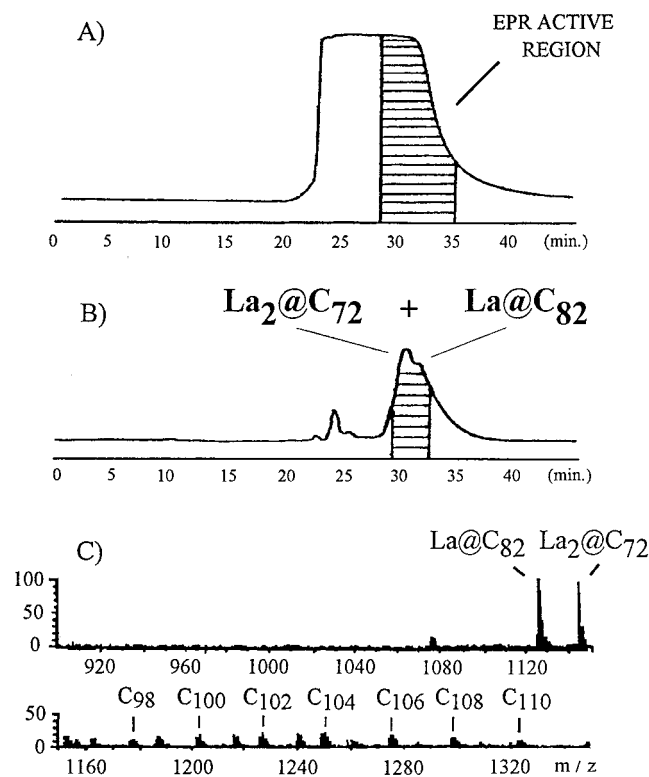 A)
EPR ACTIVE
REGION
0 5 10 15 20 25 30 35 40 (min.)
B)
La2@C72 + La@C82
0 5 10 15 20 25 30 35 40 (min.)
C)
La@C82 La2@C72
100
50
0
920 960 1000 1040 1080 1120
C98 C100 C102 C104 C106 C108 C110
50
0
1160 1200 1240 1280 1320 m / z